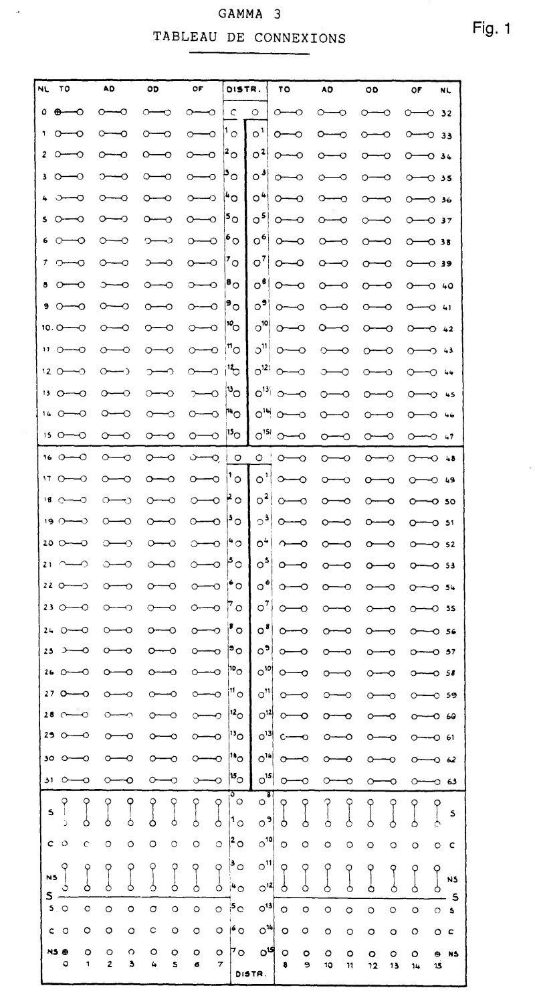 GAMMA 3
Fig. 1
TABLEAU DE CONNEXIONS
NL TO AD OD OF DISTR. TO AD OD OF NL
0 32
1 1 1 33
2 2 2 34
3 3 3 35
4 4 4 36
5 5 5 37
6 6 6 38
7 7 7 39
8 8 8 40
9 9 9 41
10. 10 10 42
11 11 11 43
12 12 12 44
13 13 13 45
14 14 14 46
15 15 15 47
16 48
17 1 1 49
18 2 2 50
19 3 3 51
20 4 4 52
21 5 5 53
22 6 6 54
23 7 7 55
24 8 8 56
25 9 9 57
26 10 10 58
27 11 11 59
28 12 12 60
29 13 13 61
30 14 14 62
31 15 15 63
0 8
S 1 9 S
C 2 10 C
3 11
NS 4 12 NS
S S
S. 5 13 S
C 6 14 C
NS 7 15 NS
0 1 2 3 4 5 6 7 8 9 10 11 12 13 14 15
DISTR.